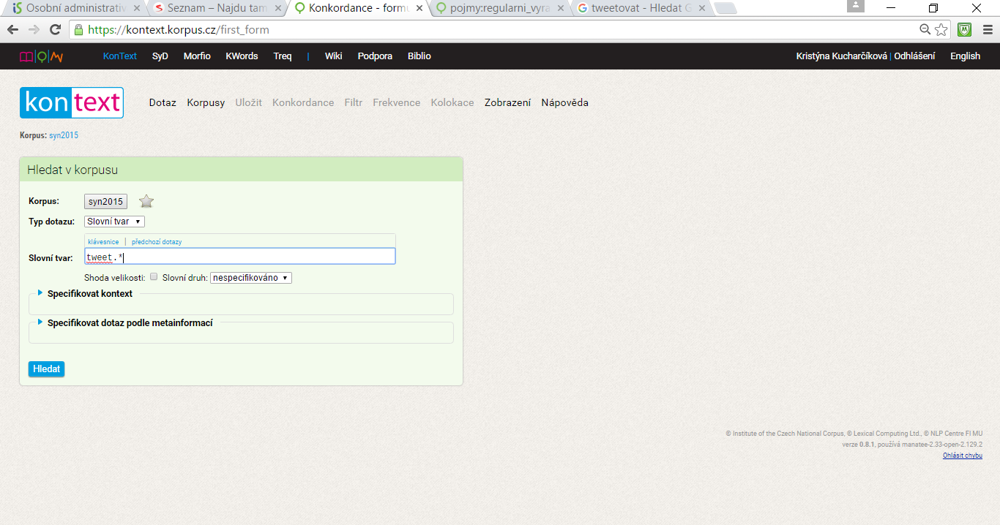 Osobní administrativ
Seznam – Najdu tam
Konkordance - formu
pojmy:regularni_vyra
tweetovat - Hledat G
https://kontext.korpus.cz/first_form
KonText SyD Morfio KWords Treq | Wiki Podpora Biblio Kristýna Kucharčíková | Odhlášení English
kontext
Dotaz Korpusy Uložit Konkordance Filtr Frekvence Kolokace Zobrazení Nápověda
Korpus: syn2015
Hledat v korpusu
Korpus: syn2015
Typ dotazu: Slovní tvar
klávesnice | předchozí dotazy
Slovní tvar: tweet.*
Shoda velikosti: Slovní druh: nespecifikováno
Specifikovat kontext
Specifikovat dotaz podle metainformací
Hledat
© Institute of the Czech National Corpus, © Lexical Computing Ltd., © NLP Centre FI MU
verze 0.8.1, používá manatee-2.33-open-2.129.2
Ohlásit chybu